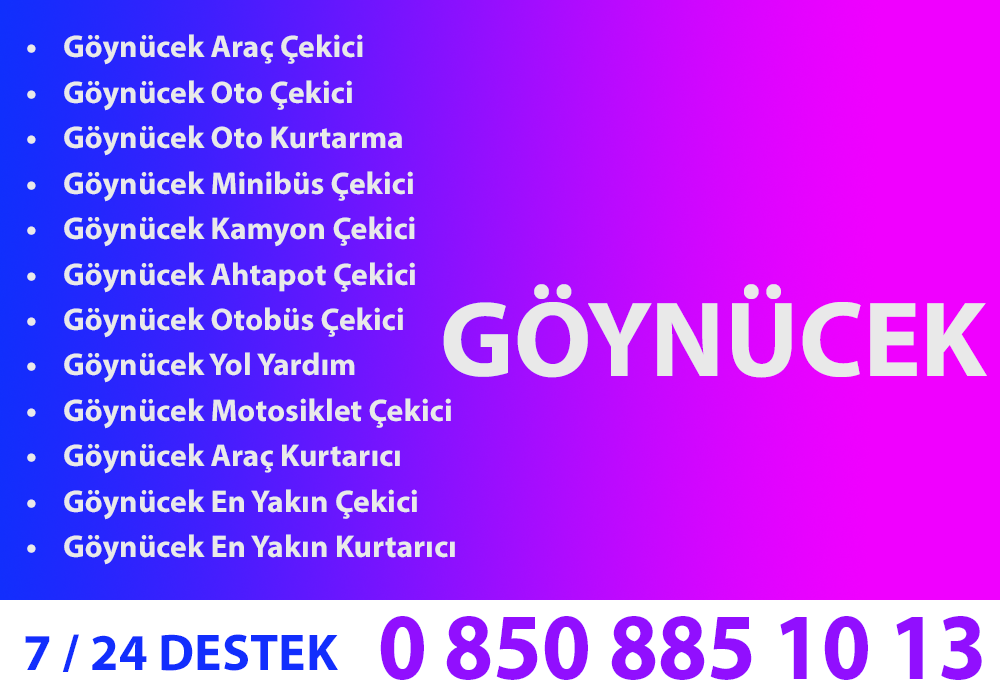 • Göynücek Araç Çekici
• Göynücek Oto Çekici
• Göynücek Oto Kurtarma
• Göynücek Minibüs Çekici
• Göynücek Kamyon Çekici
• Göynücek Ahtapot Çekici
• Göynücek Otobüs Çekici
• Göynücek Yol Yardım
• Göynücek Motosiklet Çekici
• Göynücek Araç Kurtarıcı
• Göynücek En Yakın Çekici
• Göynücek En Yakın Kurtarıcı
GÖYNÜCEK
7 / 24 DESTEK
0 850 885 10 13